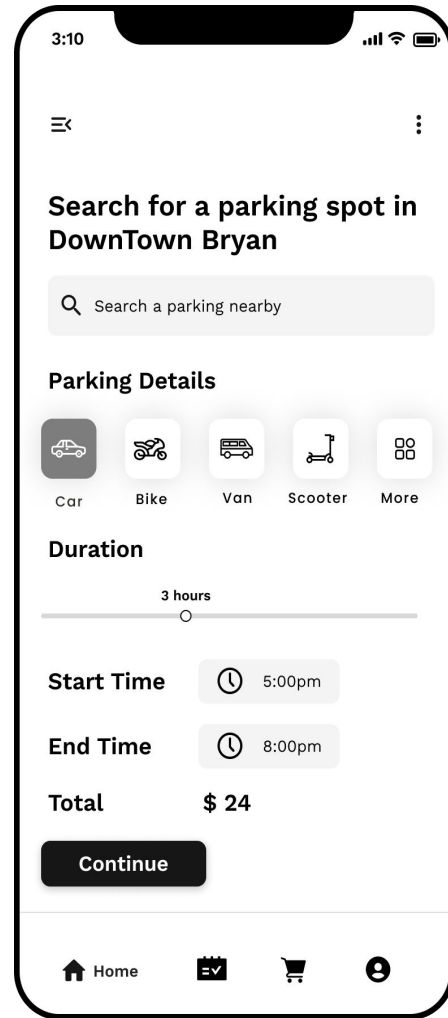 3:10
Search for a parking spot in
DownTown Bryan
Search a parking nearby
Parking Details
Car Bike Van Scooter More
Duration
3 hours
Start Time 5:00pm
End Time 8:00pm
Total $ 24
Continue
Home